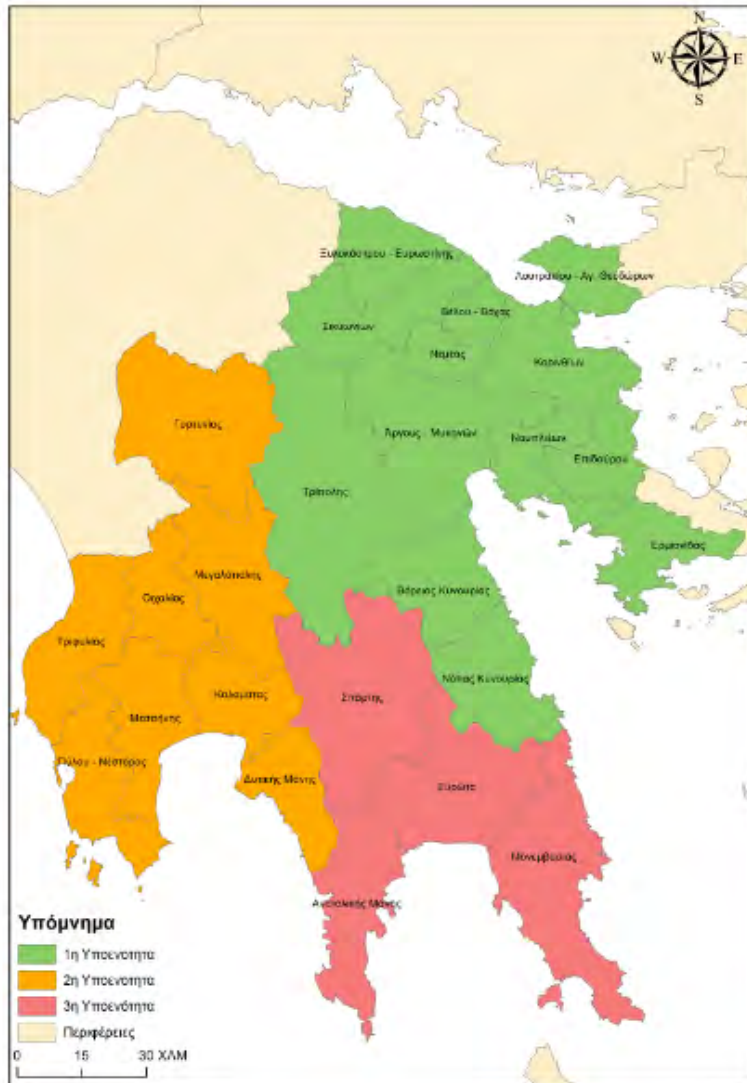 N
W E
S
Ξυλοκάστρου - Ευρωστίνης
Λουτρακίου - Αγ. Θεοδώρων
Βέλου - Βόχας
Σικυωνίων
Νεμέας
Κορινθίων
Γορτυνίας
Άργους - Μυκηνών
Ναυπλιέων
Επιδαύρου
Τρίπολης
Ερμιονίδας
Μεγαλόπολης
Βόρειας Κυνουρίας
Οιχαλίας
Τριφυλίας
Νότιας Κυνουρίας
Καλαμάτας
Σπάρτης
Μεσσήνης
Πύλου - Νέστορος
Δυτικής Μάνης
Ευρώτα
Μονεμβασιάς
Ανατολικής Μάνης
Υπόμνημα
1η Υποενοτητα
2η Υποενότητα
3η Υποενότητα
Περιφέρειες
0 15 30 ΧΛΜ